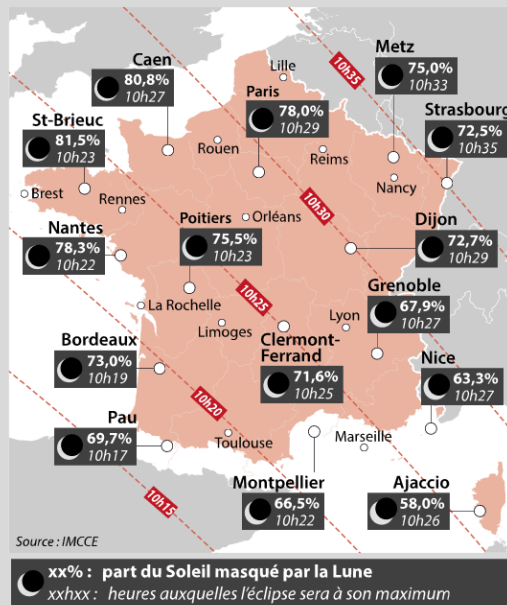 Metz
75,0%
10h33
10h35
Caen
80,8%
10h27
Lille
Paris
78,0%
10h29
Strasbourg
72,5%
10h35
St-Brieuc
81,5%
10h23
Rouen
Reims
Nancy
Brest
Rennes
10h30
Orléans
Nantes
78,3%
10h22
Poitiers
75,5%
10h23
Dijon
72,7%
10h29
La Rochelle
10h25
Limoges
Lyon
Grenoble
67,9%
10h27
Bordeaux
73,0%
10h19
Clermont-
Ferrand
71,6%
10h25
Nice
63,3%
10h27
10h20
Pau
69,7%
10h17
Toulouse
Marseille
10h15
Montpellier
66,5%
10h22
Ajaccio
58,0%
10h26
Source : IMCCE
xx% : part du Soleil masqué par la Lune
xxhxx : heures auxquelles l'éclipse sera à son maximum